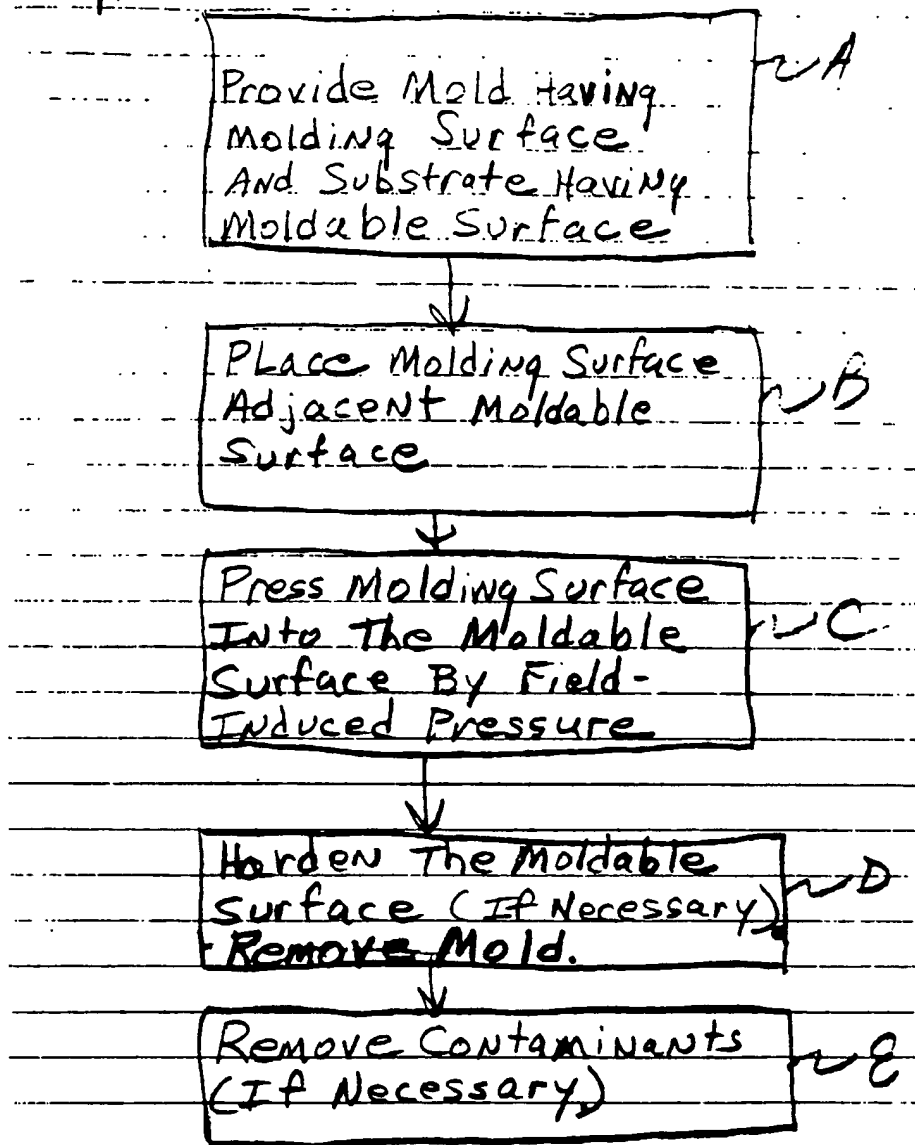 Provide Mold Having
Molding Surface
And Substrate Having
Moldable Surface
A
Place Molding Surface
Adjacent Moldable
Surface
B
Press Molding Surface
Into The Moldable
Surface By Field-
Induced Pressure
C
Harden The Moldable
Surface (If Necessary).
Remove Mold.
D
Remove Contaminants
(If Necessary)
E